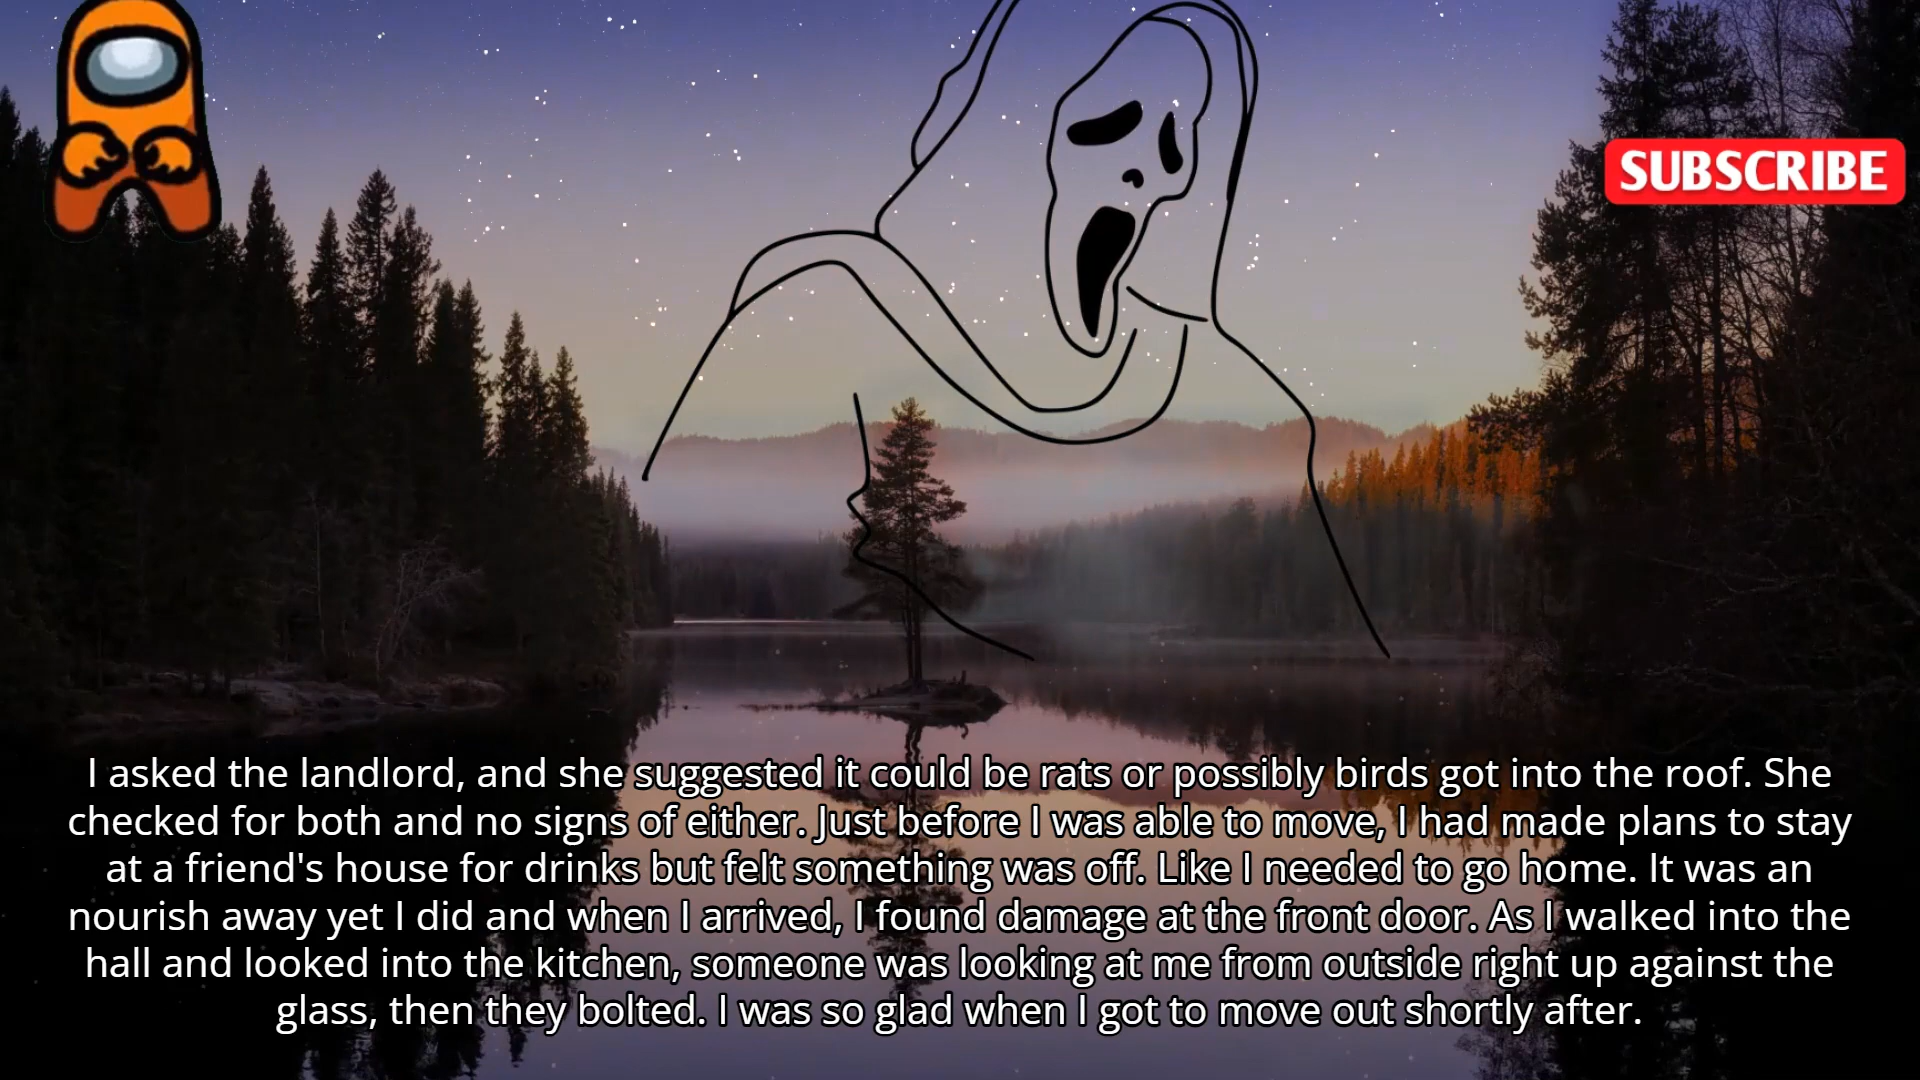 SUBSCRIBE
I asked the landlord, and she suggested it could be rats or possibly birds got into the roof. She
checked for both and no signs of either. Just before I was able to move, I had made plans to stay
at a friend's house for drinks but felt something was off. Like I needed to go home. It was an
nourish away yet I did and when I arrived, I found damage at the front door. As I walked into the
hall and looked into the kitchen, someone was looking at me from outside right up against the
glass, then they bolted. I was so glad when I got to move out shortly after.